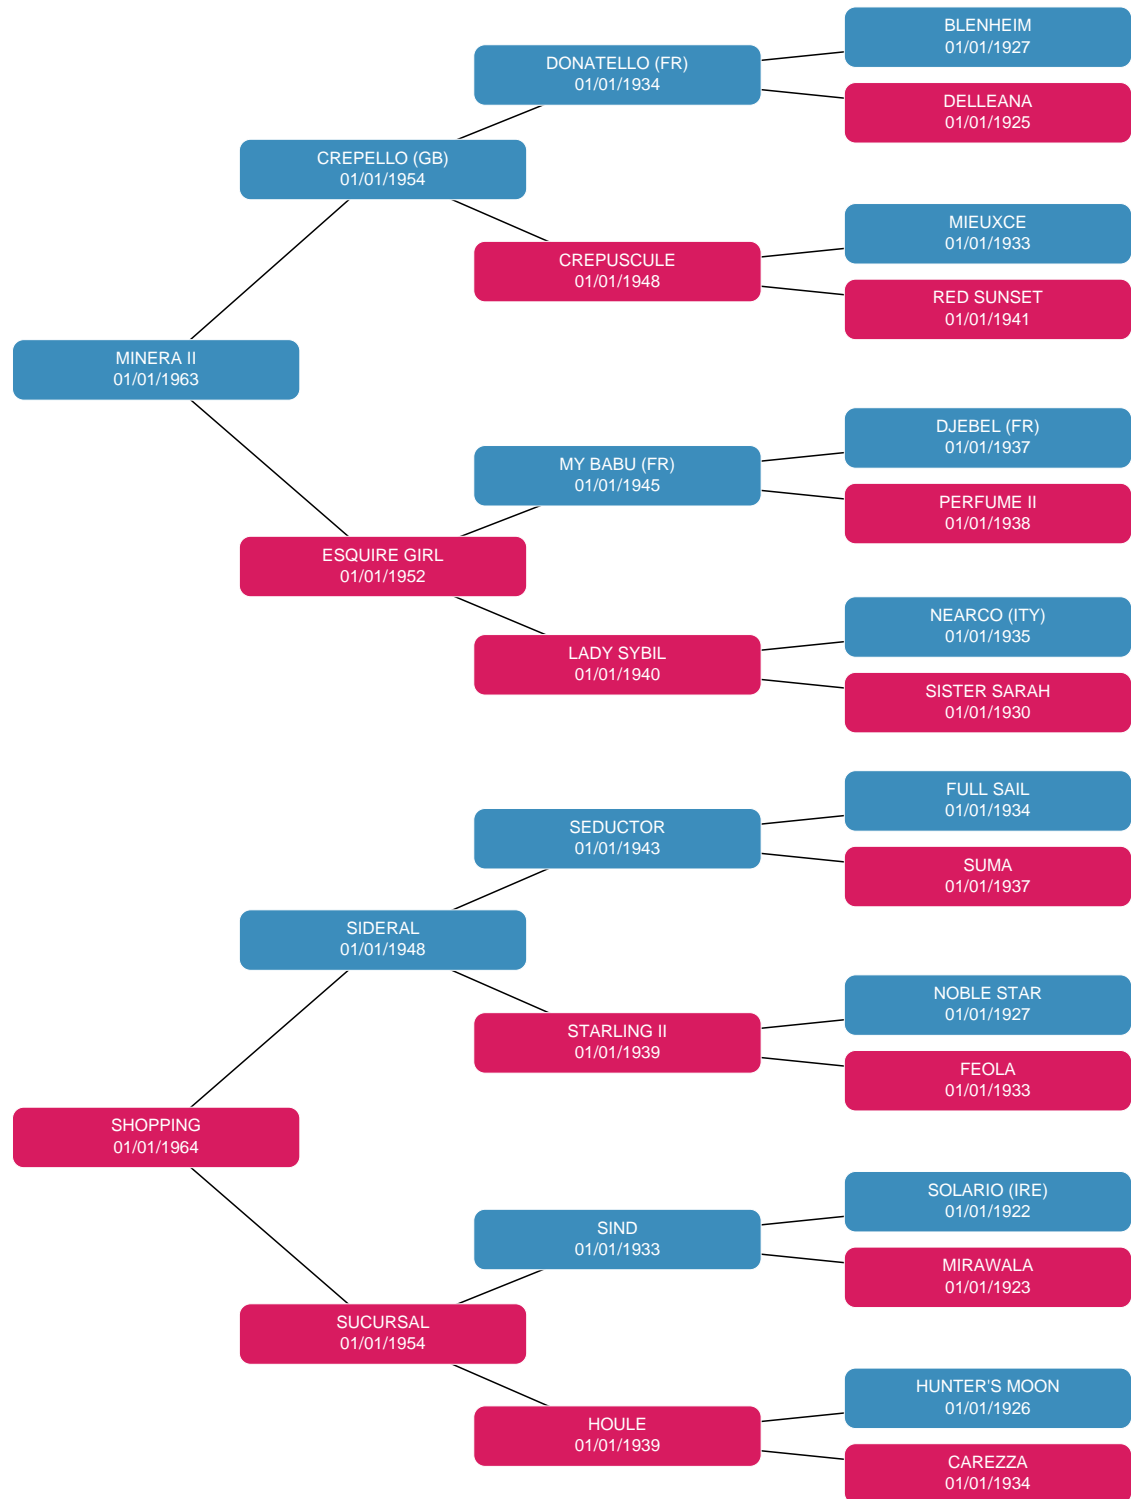 BLENHEIM
01/01/1927
DONATELLO (FR)
01/01/1934
DELLEANA
01/01/1925
CREPELLO (GB)
01/01/1954
MIEUXCE
01/01/1933
CREPUSCULE
01/01/1948
RED SUNSET
01/01/1941
MINERA II
01/01/1963
DJEBEL (FR)
01/01/1937
MY BABU (FR)
01/01/1945
PERFUME II
01/01/1938
ESQUIRE GIRL
01/01/1952
NEARCO (ITY)
01/01/1935
LADY SYBIL
01/01/1940
SISTER SARAH
01/01/1930
FULL SAIL
01/01/1934
SEDUCTOR
01/01/1943
SUMA
01/01/1937
SIDERAL
01/01/1948
NOBLE STAR
01/01/1927
STARLING II
01/01/1939
FEOLA
01/01/1933
SHOPPING
01/01/1964
SOLARIO (IRE)
01/01/1922
SIND
01/01/1933
MIRAWALA
01/01/1923
SUCURSAL
01/01/1954
HUNTER'S MOON
01/01/1926
HOULE
01/01/1939
CAREZZA
01/01/1934